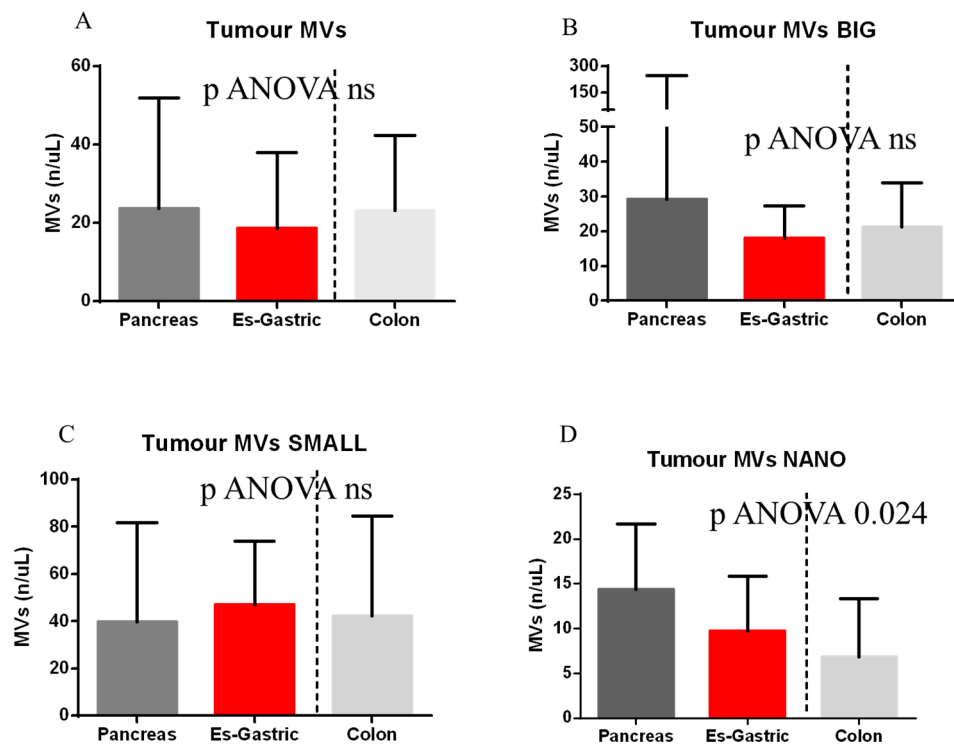 A
Tumour MVs
60
40
20
0
MVs (n/uL)
p ANOVA ns
Pancreas Es-Gastric Colon
B
Tumour MVs BIG
300
150
50
40
30
20
10
0
MVs (n/uL)
p ANOVA ns
Pancreas Es-Gastric Colon
C
Tumour MVs SMALL
100
80
60
40
20
0
MVs (n/uL)
p ANOVA ns
Pancreas Es-Gastric Colon
D
Tumour MVs NANO
25
20
15
10
5
0
MVs (n/uL)
p ANOVA 0.024
Pancreas Es-Gastric Colon